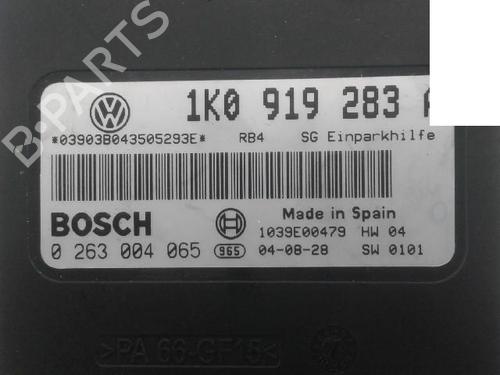 B-PARTS
1K0 919 283
*03903B043505293E* RB4 SG Einparkhilfe
BOSCH
Made in Spain
1039E00479 HW 04
0 263 004 065 965 04-08-28 SW 0101
>PA 66-GF15<